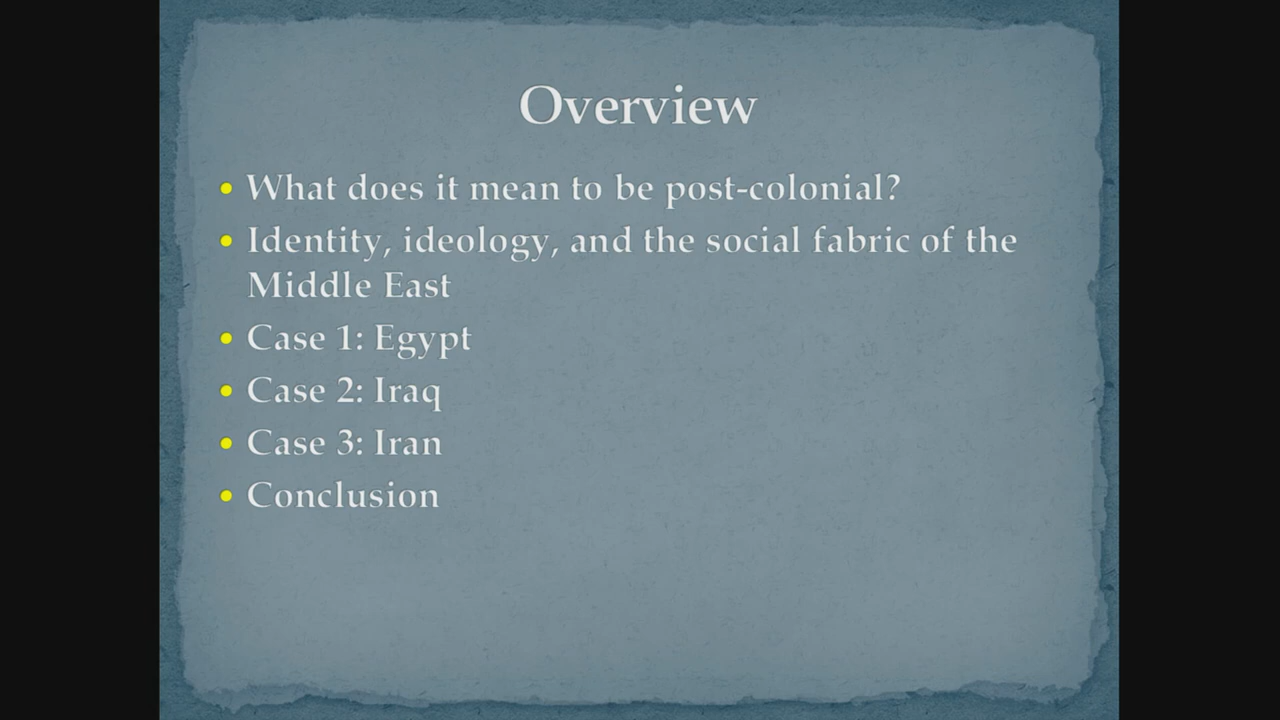 Overview
• What does it mean to be post-colonial?
• Identity, ideology, and the social fabric of the
Middle East
• Case 1: Egypt
• Case 2: Iraq
• Case 3: Iran
• Conclusion